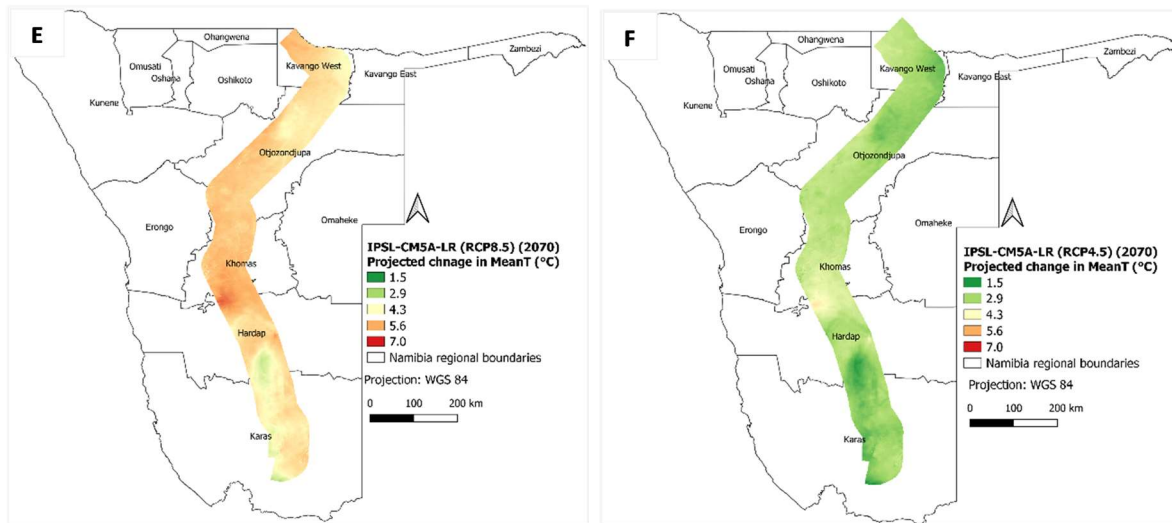 E
Ohangwena
Omusati
Oshana
Oshikoto
Kavango West
Kavango East
Zambezi
Kunene
Otjozondjupa
Erongo
Omaheke
Khomas
Hardap
Karas
IPSL-CM5A-LR (RCP8.5) (2070)
Projected chnage in MeanT (°C)
1.5
2.9
4.3
5.6
7.0
Namibia regional boundaries
Projection: WGS 84
0 100 200 km
F
Ohangwena
Omusati
Oshana
Oshikoto
Kavango West
Kavango East
Zambezi
Kunene
Otjozondjupa
Erongo
Omaheke
Khomas
Hardap
Karas
IPSL-CM5A-LR (RCP4.5) (2070)
Projected change in MeanT (°C)
1.5
2.9
4.3
5.6
7.0
Namibia regional boundaries
Projection: WGS 84
0 100 200 km